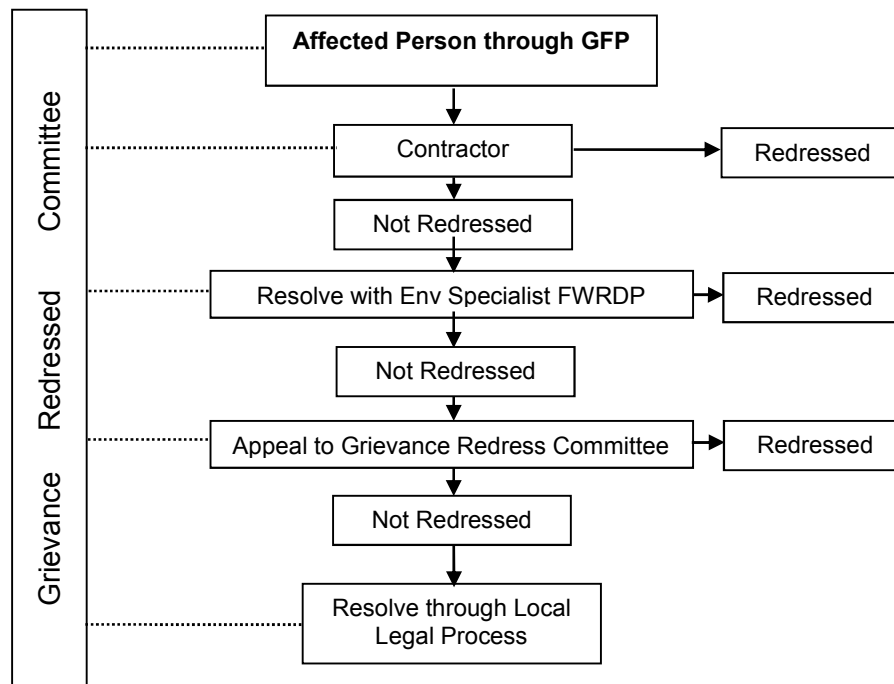 Grievance Redressed Committee
Affected Person through GFP
Contractor
Redressed
Not Redressed
Resolve with Env Specialist FWRDP
Redressed
Not Redressed
Appeal to Grievance Redress Committee
Redressed
Not Redressed
Resolve through Local
Legal Process